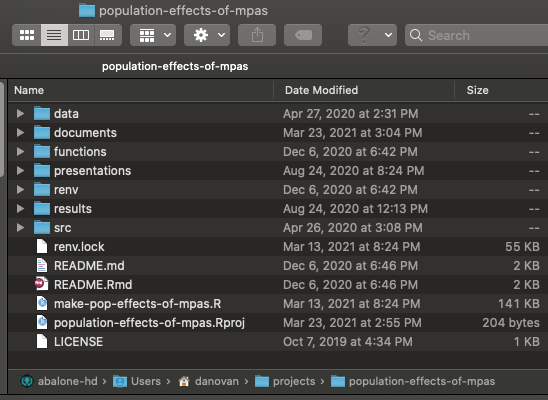 population-effects-of-mpas
? Search
population-effects-of-mpas
Name Date Modified Size
data Apr 27, 2020 at 2:31 PM --
documents Mar 23, 2021 at 3:04 PM --
functions Dec 6, 2020 at 6:42 PM --
presentations Aug 24, 2020 at 8:24 PM --
renv Dec 6, 2020 at 6:42 PM --
results Aug 24, 2020 at 12:13 PM --
src Apr 26, 2020 at 3:08 PM --
renv.lock Mar 13, 2021 at 8:24 PM 55 KB
README.md Dec 6, 2020 at 6:46 PM 2 KB
README.Rmd Dec 6, 2020 at 6:46 PM 2 KB
make-pop-effects-of-mpas.R Mar 13, 2021 at 8:24 PM 141 KB
population-effects-of-mpas.Rproj Mar 23, 2021 at 2:55 PM 204 bytes
LICENSE Oct 7, 2019 at 4:34 PM 1 KB
abalone-hd › Users › danovan › projects › population-effects-of-mpas